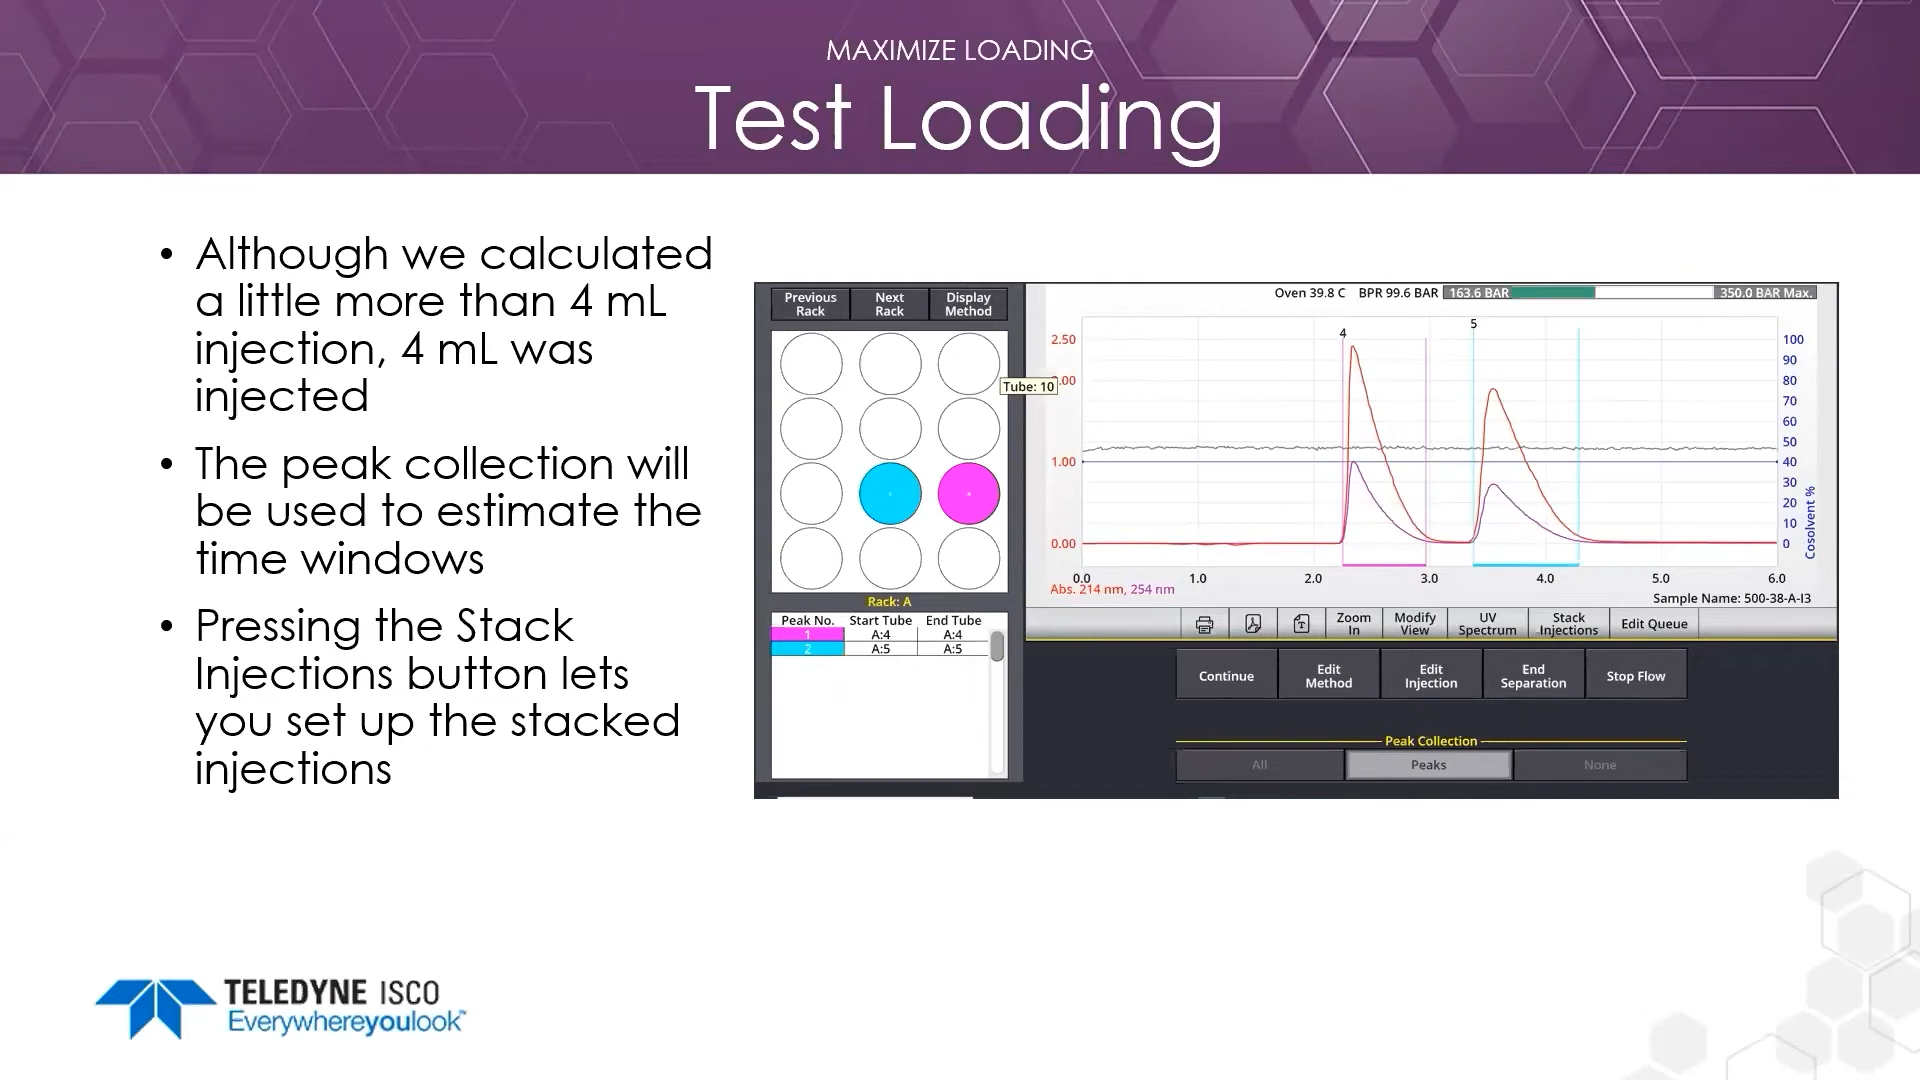 MAXIMIZE LOADING
Test Loading
• Although we calculated
a little more than 4 mL
injection, 4 mL was
injected
• The peak collection will
be used to estimate the
time windows
• Pressing the Stack
Injections button lets
you set up the stacked
injections
Previous Rack
Next Rack
Display Method
Tube: 10
Rack: A
Peak No. Start Tube End Tube
1 A:4 A:4
2 A:5 A:5
Oven 39.8 C BPR 99.6 BAR 163.6 BAR 350.0 BAR Max.
4 5
2.50
.00
1.00
0.00
100
90
80
70
60
50
40
30
20
10
0
Cosolvent %
0.0 1.0 2.0 3.0 4.0 5.0 6.0
Abs. 214 nm, 254 nm
Sample Name: 500-38-A-I3
Zoom In
Modify View
UV Spectrum
Stack Injections
Edit Queue
Continue
Edit Method
Edit Injection
End Separation
Stop Flow
Peak Collection
All Peaks None
TELEDYNE ISCO
Everywhereyoulook™